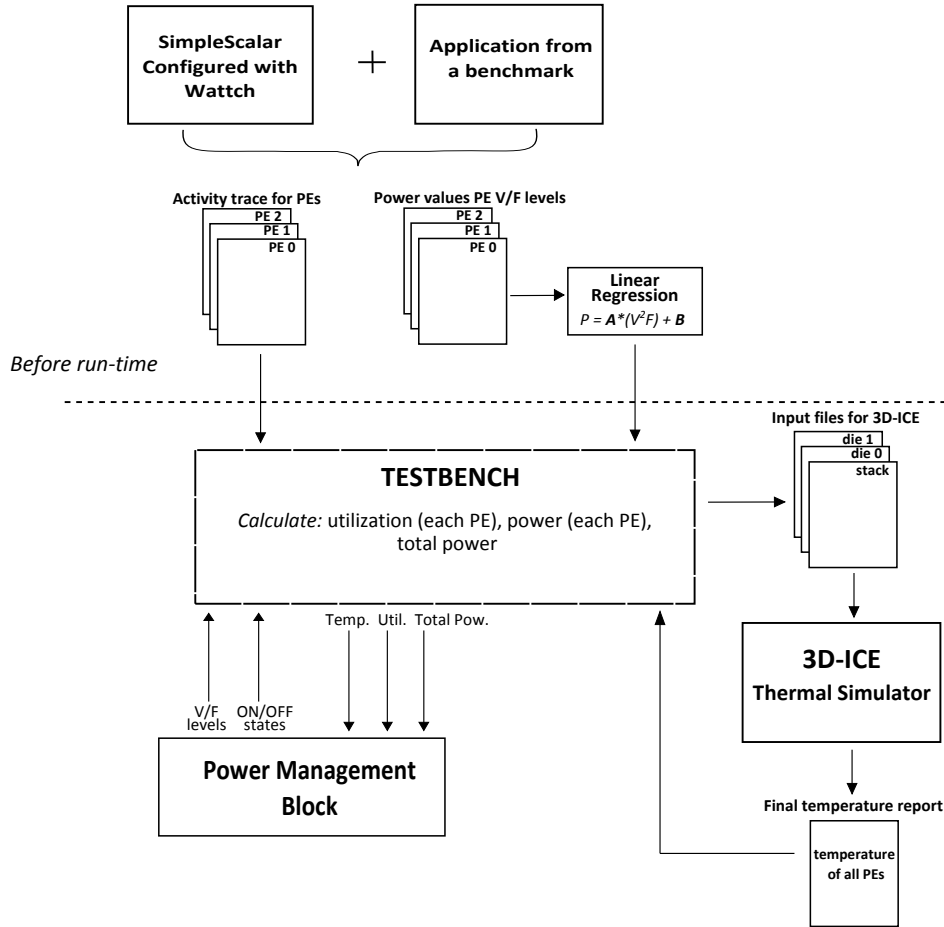 SimpleScalar
Configured with
Wattch
+
Application from
a benchmark
Activity trace for PEs
PE 2
PE 1
PE 0
Power values PE V/F levels
PE 2
PE 1
PE 0
Linear
Regression
P = A*(V²F) + B
Before run-time
Input files for 3D-ICE
die 1
die 0
stack
TESTBENCH
Calculate: utilization (each PE), power (each PE),
total power
Temp. Util. Total Pow.
V/F
levels
ON/OFF
states
Power Management
Block
3D-ICE
Thermal Simulator
Final temperature report
temperature
of all PEs